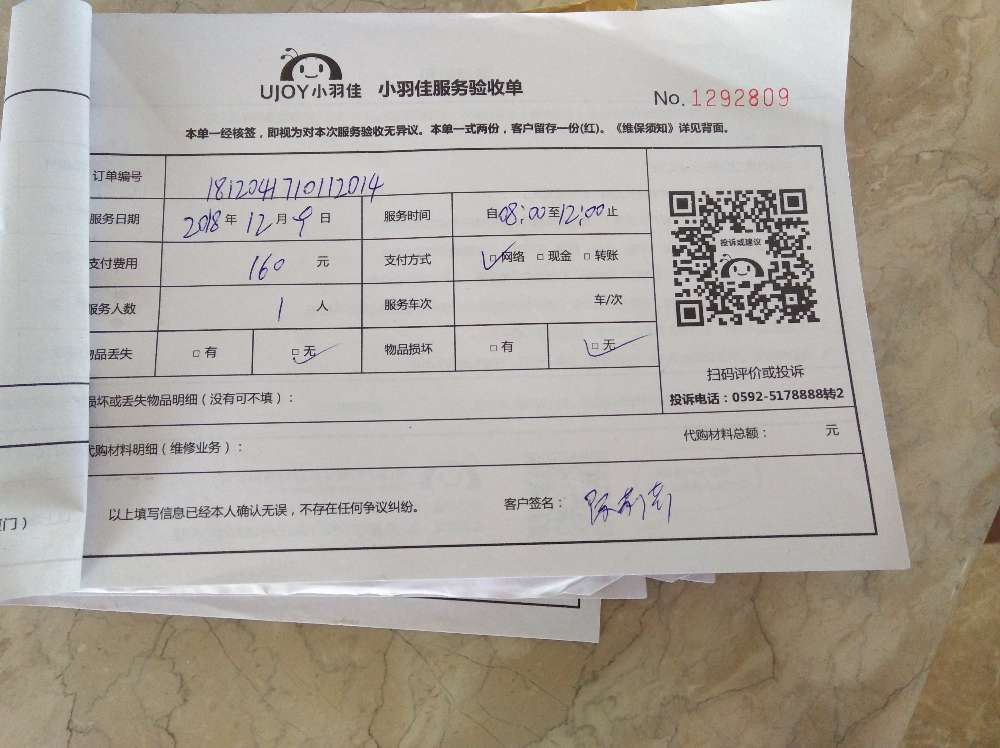 UJOY小羽佳 小羽佳服务验收单 No. 1292809
本单一经核签，即视为对本次服务验收无异议。本单一式两份，客户留存一份(红)。《维保须知》详见背面。
订单编号 1812041710112014
服务日期 2018年12月9日 服务时间 自08:00至12:00止
支付费用 160 元 支付方式 □网络 □现金 □转账
服务人数 1 人 服务车次 车/次
物品丢失 □有 □无 物品损坏 □有 □无
投诉或建议
扫码评价或投诉
投诉电话：0592-5178888转2
损坏或丢失物品明细（没有可不填）：
代购材料明细（维修业务）： 代购材料总额： 元
以上填写信息已经本人确认无误，不存在任何争议纠纷。 客户签名：
门）